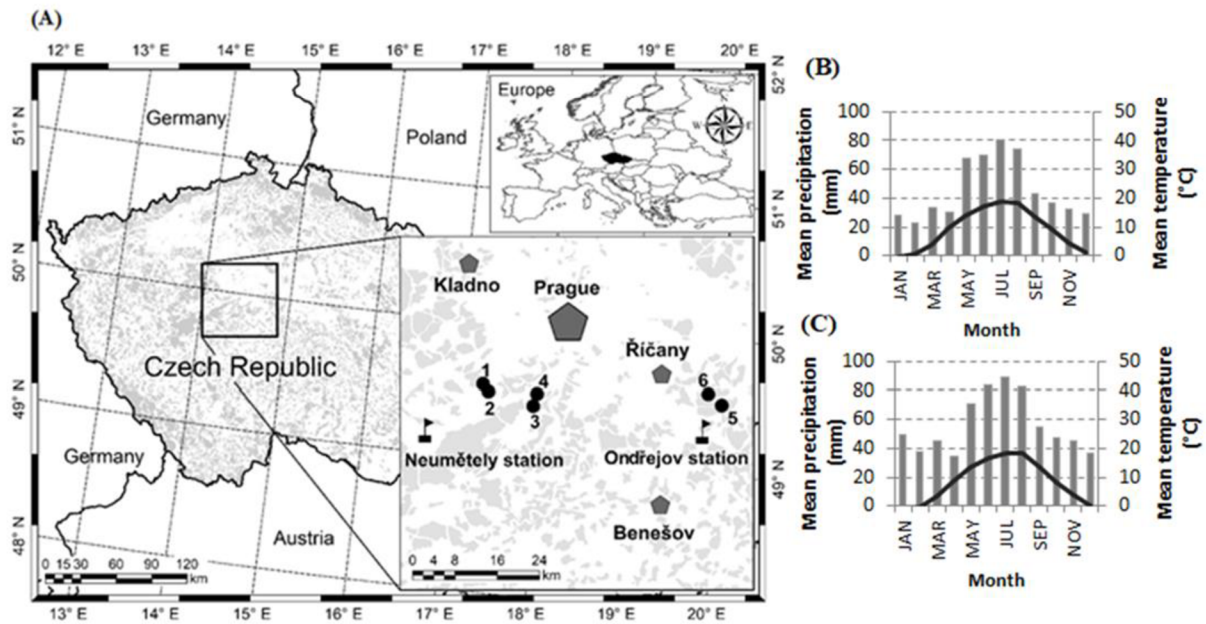 (A)
12° E 13° E 14° E 15° E 16° E 17° E 18° E 19° E 20° E
52° N
51° N
50° N
49° N
48° N
51° N
50° N
49° N
Germany
Poland
Europe
N
W E
S
Czech Republic
Germany
Austria
Kladno
Prague
Říčany
1
2
4
3
6
5
Neumětely station
Ondřejov station
Benešov
0 15 30 60 90 120
km
0 4 8 16 24
km
13° E 14° E 15° E 16° E 17° E 18° E 19° E 20° E
(B)
Mean precipitation
(mm)
100
80
60
40
20
0
50
40
30
20
10
0
Mean temperature
(°C)
JAN MAR MAY JUL SEP NOV
Month
(C)
Mean precipitation
(mm)
100
80
60
40
20
0
50
40
30
20
10
0
Mean temperature
(°C)
JAN MAR MAY JUL SEP NOV
Month